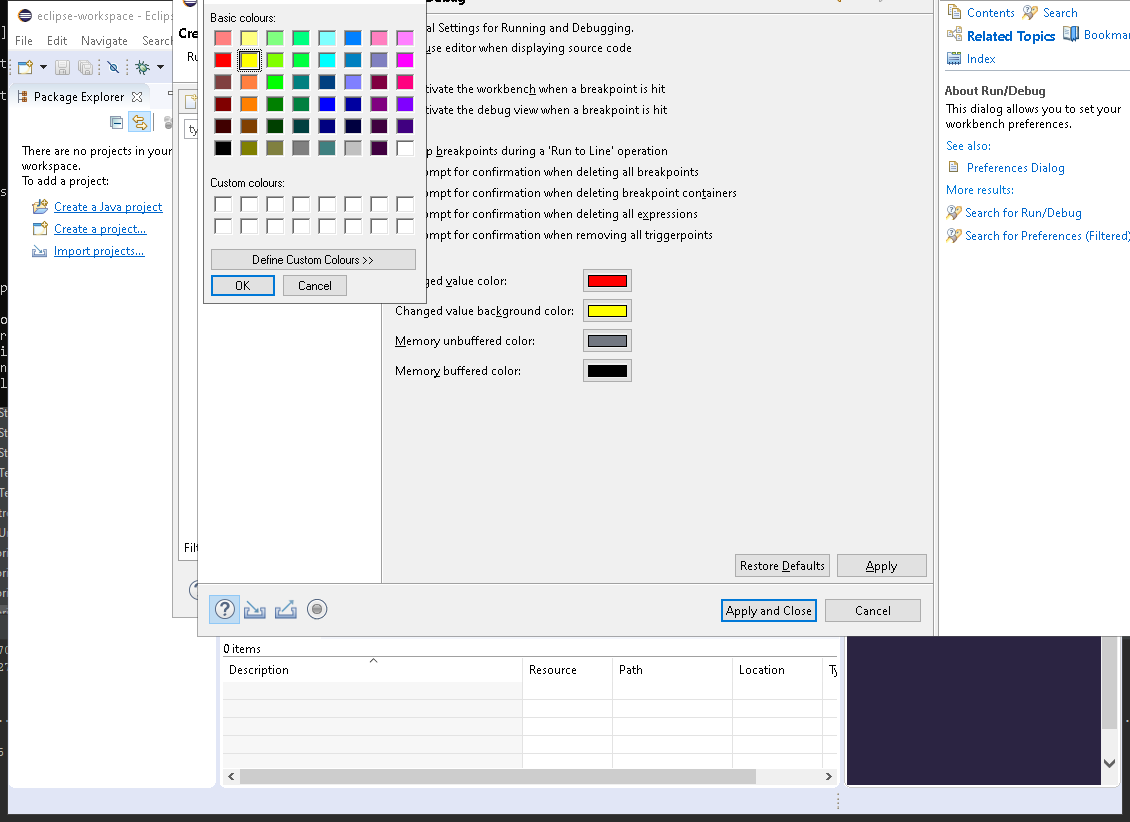 eclipse-workspace - Eclips
File Edit Navigate Search
Package Explorer
There are no projects in your
workspace.
To add a project:
Create a Java project
Create a project...
Import projects...
Cre
Ru
ty
Filt
Basic colours:
Custom colours:
Define Custom Colours >>
OK Cancel
al Settings for Running and Debugging.
use editor when displaying source code
tivate the workbench when a breakpoint is hit
tivate the debug view when a breakpoint is hit
p breakpoints during a 'Run to Line' operation
ompt for confirmation when deleting all breakpoints
ompt for confirmation when deleting breakpoint containers
ompt for confirmation when deleting all expressions
ompt for confirmation when removing all triggerpoints
ged value color:
Changed value background color:
Memory unbuffered color:
Memory buffered color:
Restore Defaults Apply
Apply and Close Cancel
Contents Search
Related Topics Bookmar
Index
About Run/Debug
This dialog allows you to set your
workbench preferences.
See also:
Preferences Dialog
More results:
Search for Run/Debug
Search for Preferences (Filtered)
0 items
Description Resource Path Location Ty